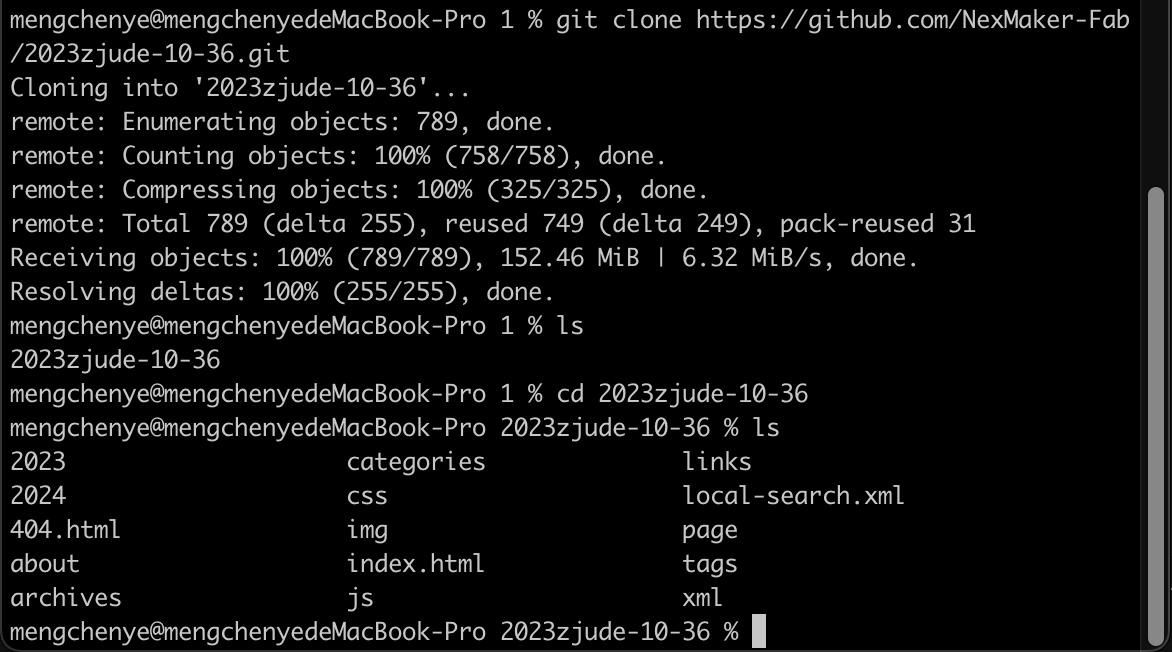 mengchenye@mengchenyedeMacBook-Pro 1 % git clone https://github.com/NexMaker-Fab
/2023zjude-10-36.git
Cloning into '2023zjude-10-36'...
remote: Enumerating objects: 789, done.
remote: Counting objects: 100% (758/758), done.
remote: Compressing objects: 100% (325/325), done.
remote: Total 789 (delta 255), reused 749 (delta 249), pack-reused 31
Receiving objects: 100% (789/789), 152.46 MiB | 6.32 MiB/s, done.
Resolving deltas: 100% (255/255), done.
mengchenye@mengchenyedeMacBook-Pro 1 % ls
2023zjude-10-36
mengchenye@mengchenyedeMacBook-Pro 1 % cd 2023zjude-10-36
mengchenye@mengchenyedeMacBook-Pro 2023zjude-10-36 % ls
2023 categories links
2024 css local-search.xml
404.html img page
about index.html tags
archives js xml
mengchenye@mengchenyedeMacBook-Pro 2023zjude-10-36 %